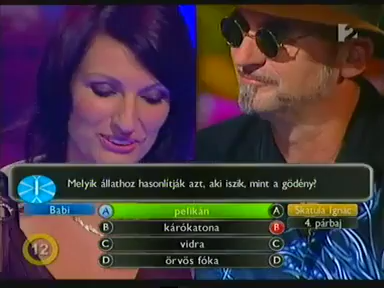 2
Melyik állathoz hasonlítják azt, aki iszik, mint a gödény?
Babi A pelikán A Skatula Ignác
B kárókatona B 4. párbaj
C vidra C
D örvös fóka D
12